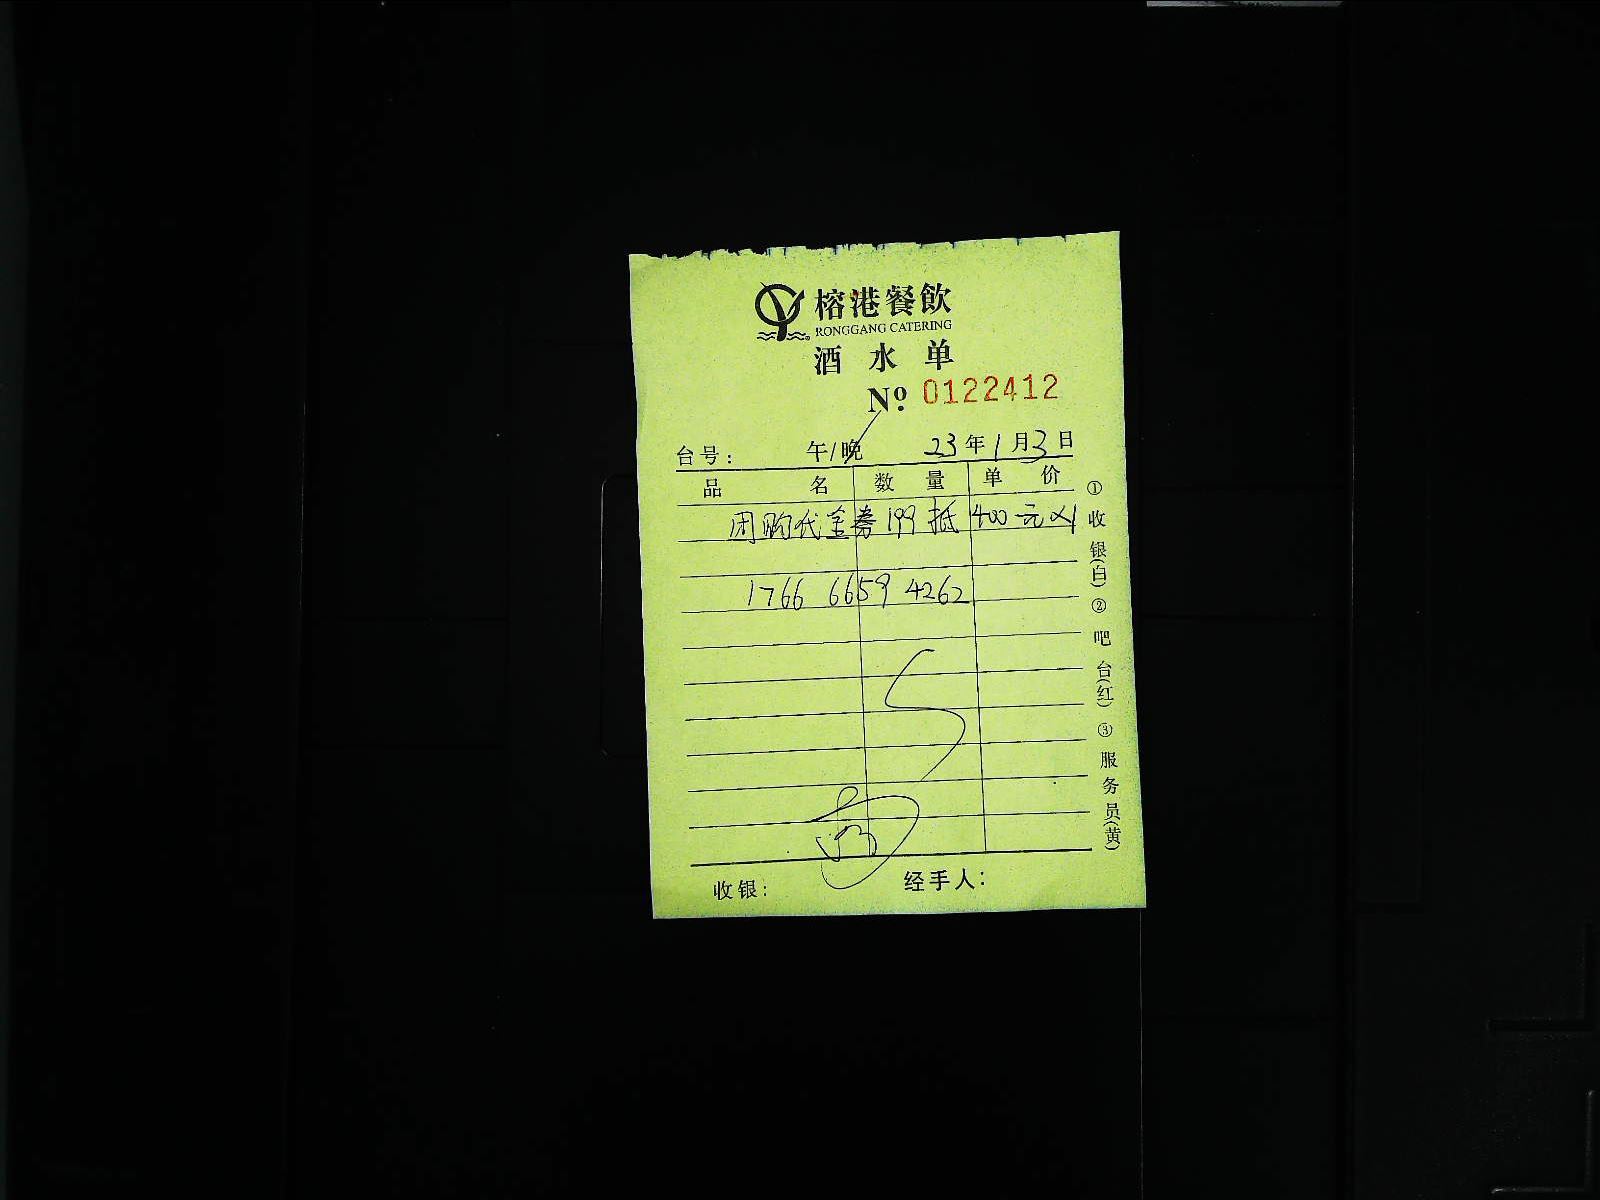 榕港餐飲
RONGGANG CATERING
酒水单
Nº. 0122412
台号: 午/晚 23年1月3日
品名 数量 单价
团购代金券199抵400元×1
1766 6659 4262
收银: 经手人:
①收银(白)②吧台(红)③服务员(黄)